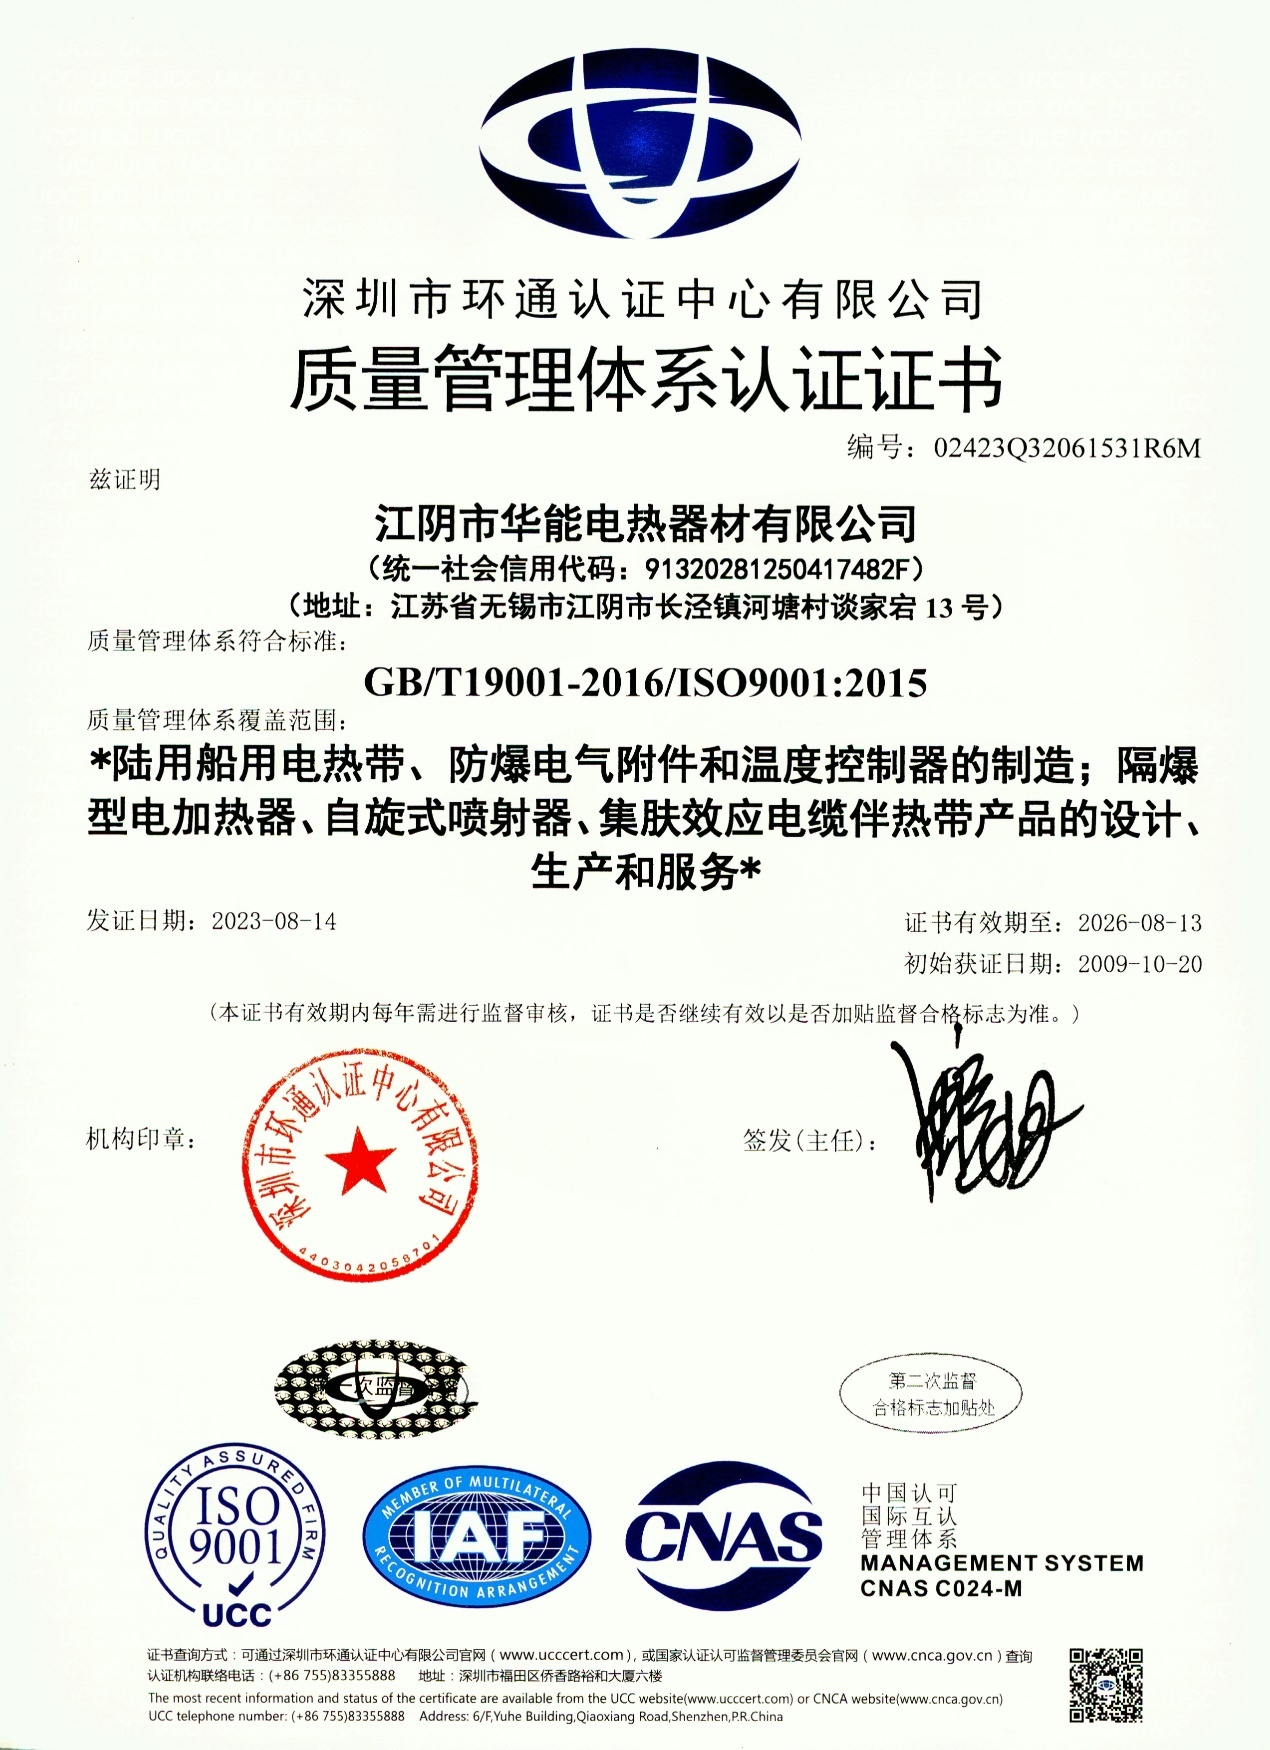 深圳市环通认证中心有限公司
质量管理体系认证证书
编号：02423Q32061531R6M
兹证明
江阴市华能电热器材有限公司
（统一社会信用代码：91320281250417482F）
（地址：江苏省无锡市江阴市长泾镇河塘村谈家宕 13 号）
质量管理体系符合标准：
GB/T19001-2016/ISO9001:2015
质量管理体系覆盖范围：
*陆用船用电热带、防爆电气附件和温度控制器的制造；隔爆
型电加热器、自旋式喷射器、集肤效应电缆伴热带产品的设计、
生产和服务*
发证日期：2023-08-14
证书有效期至：2026-08-13
初始获证日期：2009-10-20
（本证书有效期内每年需进行监督审核，证书是否继续有效以是否加贴监督合格标志为准。）
机构印章：
深圳市环通认证中心有限公司
4403042058701
签发(主任)：
一次监督
第二次监督
合格标志加贴处
QUALITY ASSURED FIRM
ISO
9001
UCC
MEMBER OF MULTILATERAL
IAF
RECOGNITION ARRANGEMENT
CNAS
中国认可
国际互认
管理体系
MANAGEMENT SYSTEM
CNAS C024-M
证书查询方式：可通过深圳市环通认证中心有限公司官网（www.ucccert.com），或国家认证认可监督管理委员会官网（www.cnca.gov.cn）查询
认证机构联络电话：(+86 755)83355888 地址：深圳市福田区侨香路裕和大厦六楼
The most recent information and status of the certificate are available from the UCC website(www.ucccert.com) or CNCA website(www.cnca.gov.cn)
UCC telephone number: (+86 755)83355888 Address: 6/F,Yuhe Building,Qiaoxiang Road,Shenzhen,P.R.China